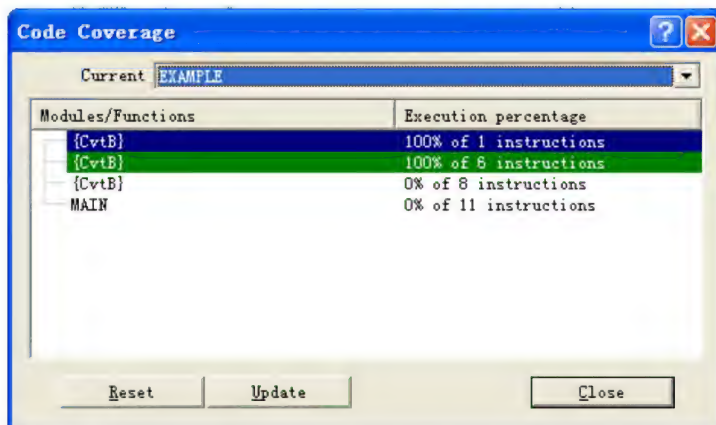 Code Coverage
Current EXAMPLE
Modules/Functions Execution percentage
{CvtB} 100% of 1 instructions
{CvtB} 100% of 6 instructions
{CvtB} 0% of 8 instructions
MAIN 0% of 11 instructions
Reset Update Close